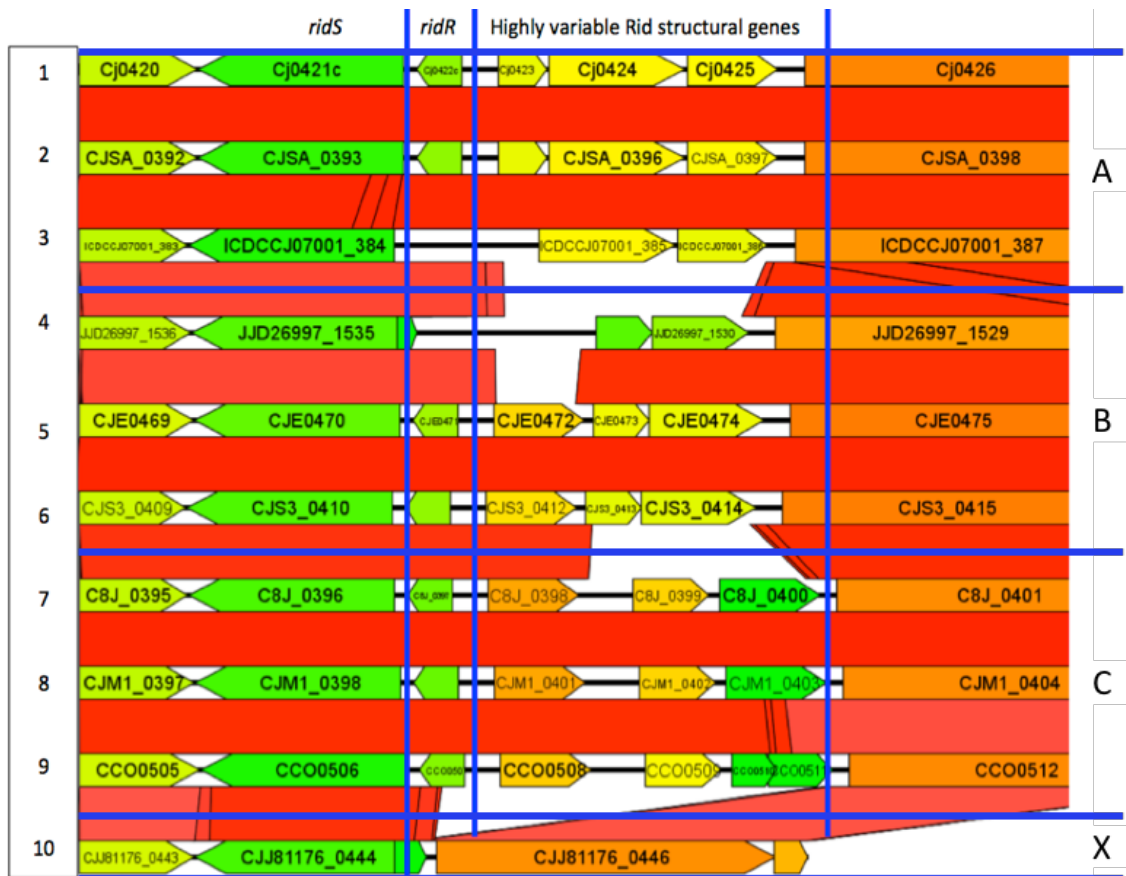 ridS ridR Highly variable Rid structural genes
1 Cj0420 Cj0421c Cj0422c Cj0423 Cj0424 Cj0425 Cj0426
2 CJSA_0392 CJSA_0393 CJSA_0396 CJSA_0397 CJSA_0398
A
3 ICDCCJ07001_383 ICDCCJ07001_384 ICDCCJ07001_385 ICDCCJ07001_386 ICDCCJ07001_387
4 JJD26997_1536 JJD26997_1535 JJD26997_1530 JJD26997_1529
5 CJE0469 CJE0470 CJE0471 CJE0472 CJE0473 CJE0474 CJE0475 B
6 CJS3_0409 CJS3_0410 CJS3_0412 CJS3_0413 CJS3_0414 CJS3_0415
7 C8J_0395 C8J_0396 C8J_0398 C8J_0399 C8J_0400 C8J_0401
8 CJM1_0397 CJM1_0398 CJM1_0401 CJM1_0402 CJM1_0403 CJM1_0404 C
9 CCO0505 CCO0506 CCO0508 CCO0509 CCO0511 CCO0512
10 CJJ81176_0443 CJJ81176_0444 CJJ81176_0446 X